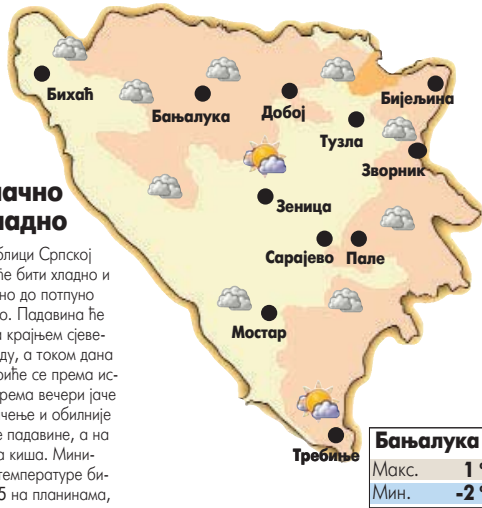 Бихаћ
Бањалука
Добој
Бијељина
Тузла
Зворник
Зеница
Сарајево Пале
Мостар
Требиње
ачно
адно
блици Српској
ће бити хладно и
но до потпуно
о. Падавина ће
а крајњем сјеве-
ду, а током дана
риће се према ис-
рема вечери јаче
чење и обилније
е падавине, а на
а киша. Мини-
температуре би-
5 на планинама,
Бањалука
Макс. 1
Мин. -2